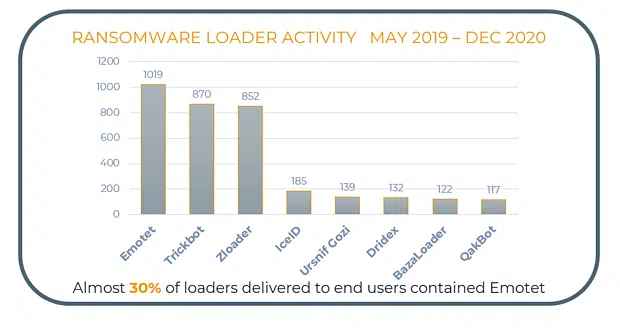 RANSOMWARE LOADER ACTIVITY MAY 2019 – DEC 2020
1200
1000
800
600
400
200
0
1019
870
852
185
139
132
122
117
Emotet
Trickbot
Zloader
IceID
Ursnif Gozi
Dridex
BazaLoader
QakBot
Almost 30% of loaders delivered to end users contained Emotet